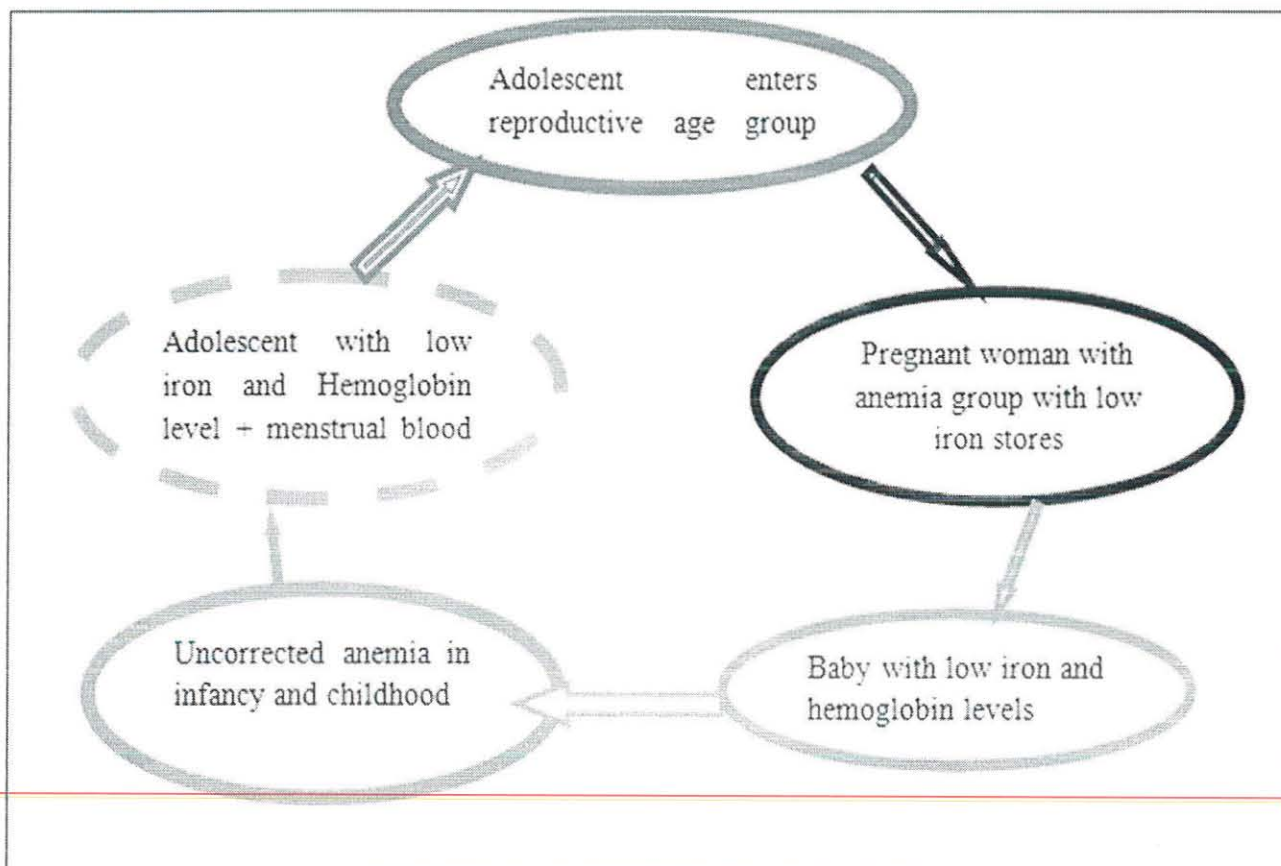 Adolescent enters
reproductive age group
Pregnant woman with
anemia group with low
iron stores
Baby with low iron and
hemoglobin levels
Uncorrected anemia in
infancy and childhood
Adolescent with low
iron and Hemoglobin
level + menstrual blood